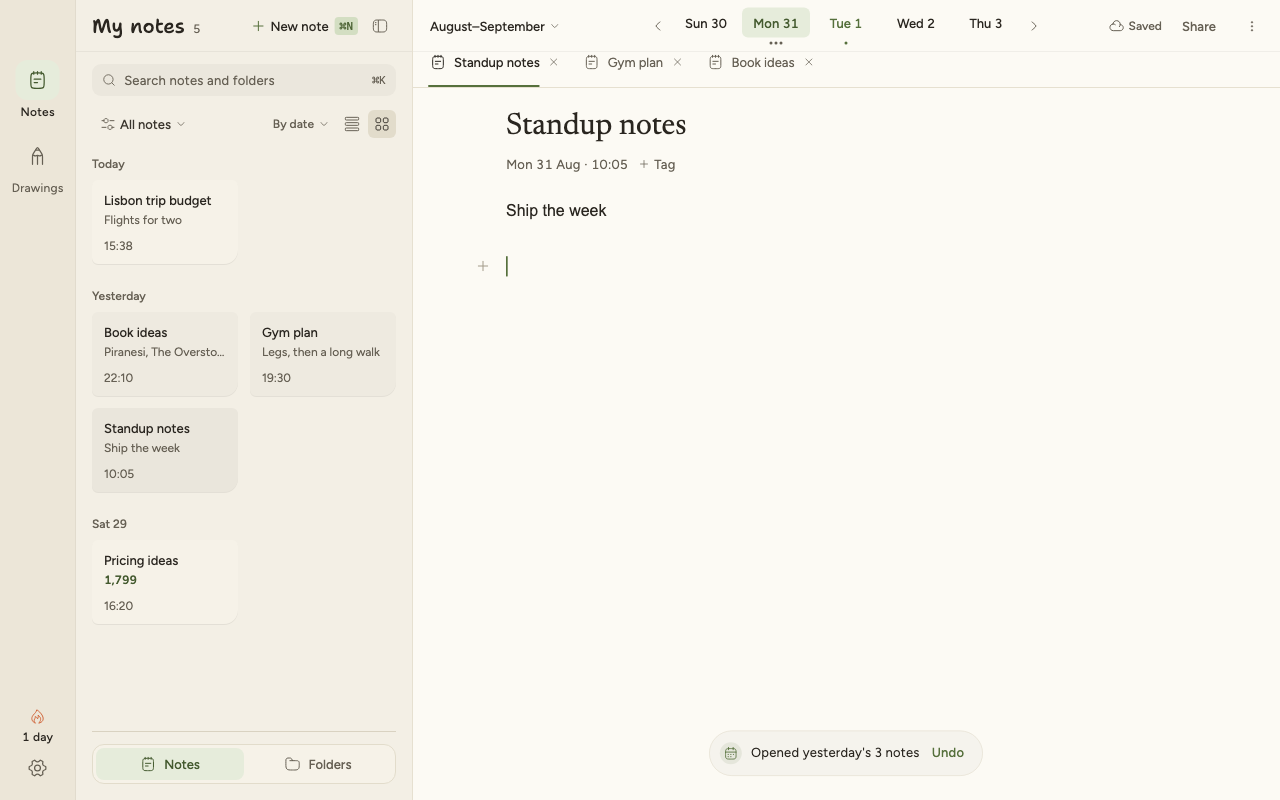 My notes 5
New note ⌘N
August–September
Sun 30
Mon 31
Tue 1
Wed 2
Thu 3
Saved
Share
Notes
Drawings
1 day
Search notes and folders ⌘K
All notes
By date
Today
Lisbon trip budget
Flights for two
15:38
Yesterday
Book ideas
Piranesi, The Oversto…
22:10
Gym plan
Legs, then a long walk
19:30
Standup notes
Ship the week
10:05
Sat 29
Pricing ideas
1,799
16:20
Notes
Folders
Standup notes
Gym plan
Book ideas
Standup notes
Mon 31 Aug · 10:05 + Tag
Ship the week
Opened yesterday's 3 notes Undo